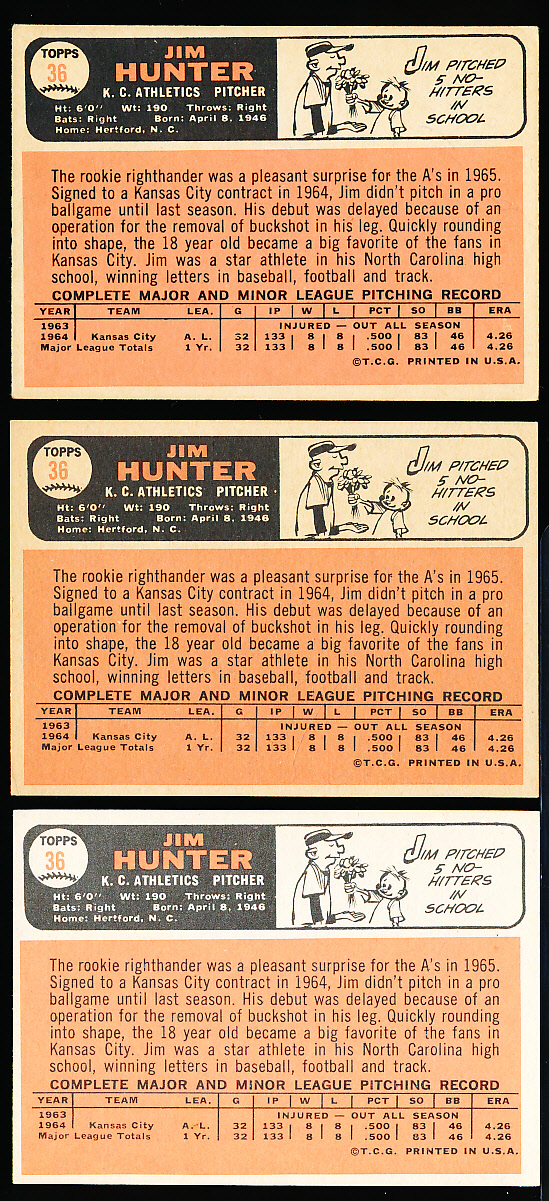 TOPPS
36
JIM
HUNTER
K. C. ATHLETICS PITCHER
Ht: 6'0" Wt: 190 Throws: Right
Bats: Right Born: April 8, 1946
Home: Hertford, N. C.
JIM PITCHED
5 NO-
HITTERS
IN
SCHOOL
The rookie righthander was a pleasant surprise for the A's in 1965.
Signed to a Kansas City contract in 1964, Jim didn't pitch in a pro
ballgame until last season. His debut was delayed because of an
operation for the removal of buckshot in his leg. Quickly rounding
into shape, the 18 year old became a big favorite of the fans in
Kansas City. Jim was a star athlete in his North Carolina high
school, winning letters in baseball, football and track.
COMPLETE MAJOR AND MINOR LEAGUE PITCHING RECORD
YEAR TEAM LEA. G IP W L PCT SO BB ERA
1963 INJURED — OUT ALL SEASON
1964 Kansas City A. L. 32 133 8 8 .500 83 46 4.26
Major League Totals 1 Yr. 32 133 8 8 .500 83 46 4.26
©T.C.G. PRINTED IN U.S.A.
TOPPS
36
JIM
HUNTER
K. C. ATHLETICS PITCHER
Ht: 6'0" Wt: 190 Throws: Right
Bats: Right Born: April 8, 1946
Home: Hertford, N. C.
JIM PITCHED
5 NO-
HITTERS
IN
SCHOOL
The rookie righthander was a pleasant surprise for the A's in 1965.
Signed to a Kansas City contract in 1964, Jim didn't pitch in a pro
ballgame until last season. His debut was delayed because of an
operation for the removal of buckshot in his leg. Quickly rounding
into shape, the 18 year old became a big favorite of the fans in
Kansas City. Jim was a star athlete in his North Carolina high
school, winning letters in baseball, football and track.
COMPLETE MAJOR AND MINOR LEAGUE PITCHING RECORD
YEAR TEAM LEA. G IP W L PCT SO BB ERA
1963 INJURED — OUT ALL SEASON
1964 Kansas City A. L. 32 133 8 8 .500 83 46 4.26
Major League Totals 1 Yr. 32 133 8 8 .500 83 46 4.26
©T.C.G. PRINTED IN U.S.A.
TOPPS
36
JIM
HUNTER
K. C. ATHLETICS PITCHER
Ht: 6'0" Wt: 190 Throws: Right
Bats: Right Born: April 8, 1946
Home: Hertford, N. C.
JIM PITCHED
5 NO-
HITTERS
IN
SCHOOL
The rookie righthander was a pleasant surprise for the A's in 1965.
Signed to a Kansas City contract in 1964, Jim didn't pitch in a pro
ballgame until last season. His debut was delayed because of an
operation for the removal of buckshot in his leg. Quickly rounding
into shape, the 18 year old became a big favorite of the fans in
Kansas City. Jim was a star athlete in his North Carolina high
school, winning letters in baseball, football and track.
COMPLETE MAJOR AND MINOR LEAGUE PITCHING RECORD
YEAR TEAM LEA. G IP W L PCT SO BB ERA
1963 INJURED — OUT ALL SEASON
1964 Kansas City A. L. 32 133 8 8 .500 83 46 4.26
Major League Totals 1 Yr. 32 133 8 8 .500 83 46 4.26
©T.C.G. PRINTED IN U.S.A.